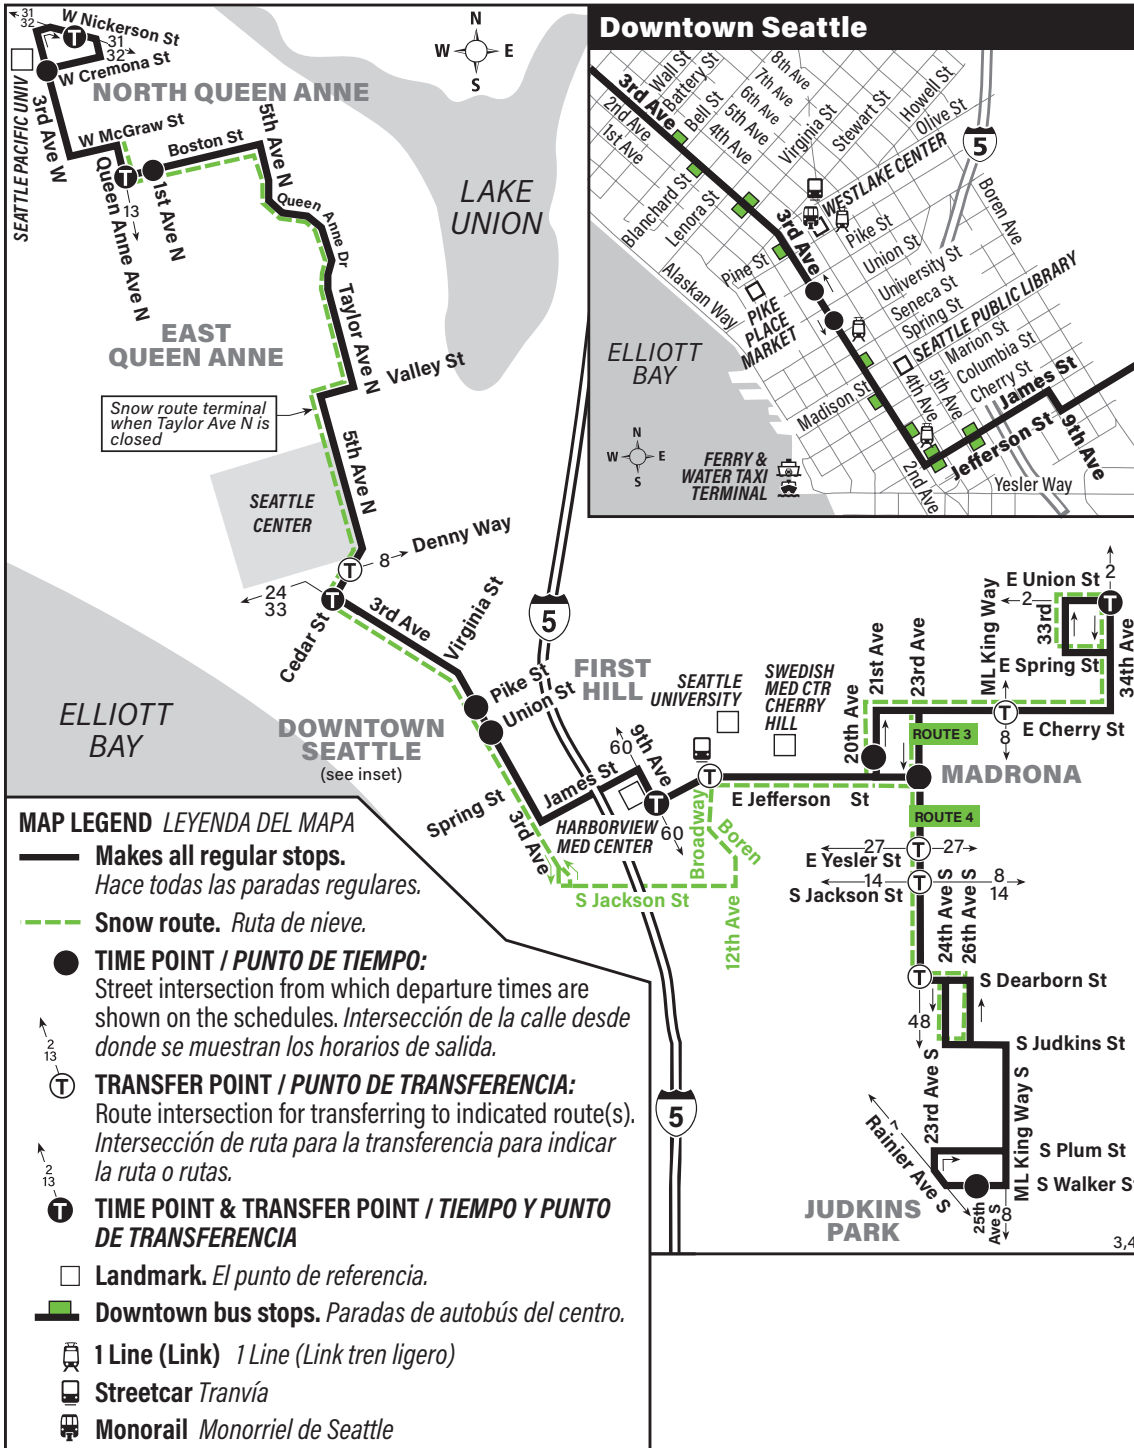 31
32
W Nickerson St
31
32
W Cremona St
SEATTLE PACIFIC UNIV
3rd Ave W
NORTH QUEEN ANNE
W McGraw St
Boston St
5th Ave N
13
Queen Anne Ave N
1st Ave N
Queen Anne Dr
Taylor Ave N
EAST
QUEEN ANNE
Valley St
Snow route terminal
when Taylor Ave N is
closed
5th Ave N
SEATTLE
CENTER
N
W E
S
LAKE
UNION
Downtown Seattle
3rd Ave
2nd Ave
1st Ave
Wall St
Battery St
Bell St
8th Ave
7th Ave
6th Ave
5th Ave
4th Ave
Virginia St
Stewart St
Howell St
Olive St
5
Blanchard St
Lenora St
WESTLAKE CENTER
Boren Ave
3rd Ave
Pike St
Union St
University St
Seneca St
Spring St
Alaskan Way
Pine St
PIKE
PLACE
MARKET
SEATTLE PUBLIC LIBRARY
Marion St
Columbia St
Cherry St
James St
ELLIOTT
BAY
Madison St
4th Ave
5th Ave
Jefferson St
9th Ave
N
W E
S
FERRY &
WATER TAXI
TERMINAL
2nd Ave
Yesler Way
T
8
Denny Way
24
33
T
Cedar St
3rd Ave
Virginia St
5
Pike St
Union St
ELLIOTT
BAY
DOWNTOWN
SEATTLE
(see inset)
FIRST
HILL
SEATTLE
UNIVERSITY
SWEDISH
MED CTR
CHERRY
HILL
Spring St
3rd Ave
James St
60
9th Ave
T
60
HARBORVIEW
MED CENTER
T
E Jefferson St
Broadway
Boren
12th Ave
S Jackson St
20th Ave
21st Ave
23rd Ave
ML King Way
E Union St
2
2
T
33rd
E Spring St
34th Ave
T
8
E Cherry St
ROUTE 3
MADRONA
ROUTE 4
27 T 27
E Yesler St
14 T 8
14
S Jackson St
24th Ave S
26th Ave S
T
S Dearborn St
48
S Judkins St
23rd Ave S
ML King Way S
7
Rainier Ave S
S Plum St
S Walker St
25th
Ave S
8
JUDKINS
PARK
5
3,4
MAP LEGEND LEYENDA DEL MAPA
Makes all regular stops.
Hace todas las paradas regulares.
Snow route. Ruta de nieve.
TIME POINT / PUNTO DE TIEMPO:
Street intersection from which departure times are
shown on the schedules. Intersección de la calle desde
donde se muestran los horarios de salida.
2
13
T
TRANSFER POINT / PUNTO DE TRANSFERENCIA:
Route intersection for transferring to indicated route(s).
Intersección de ruta para la transferencia para indicar
la ruta o rutas.
2
13
T
TIME POINT & TRANSFER POINT / TIEMPO Y PUNTO
DE TRANSFERENCIA
Landmark. El punto de referencia.
Downtown bus stops. Paradas de autobús del centro.
1 Line (Link) 1 Line (Link tren ligero)
Streetcar Tranvía
Monorail Monorriel de Seattle